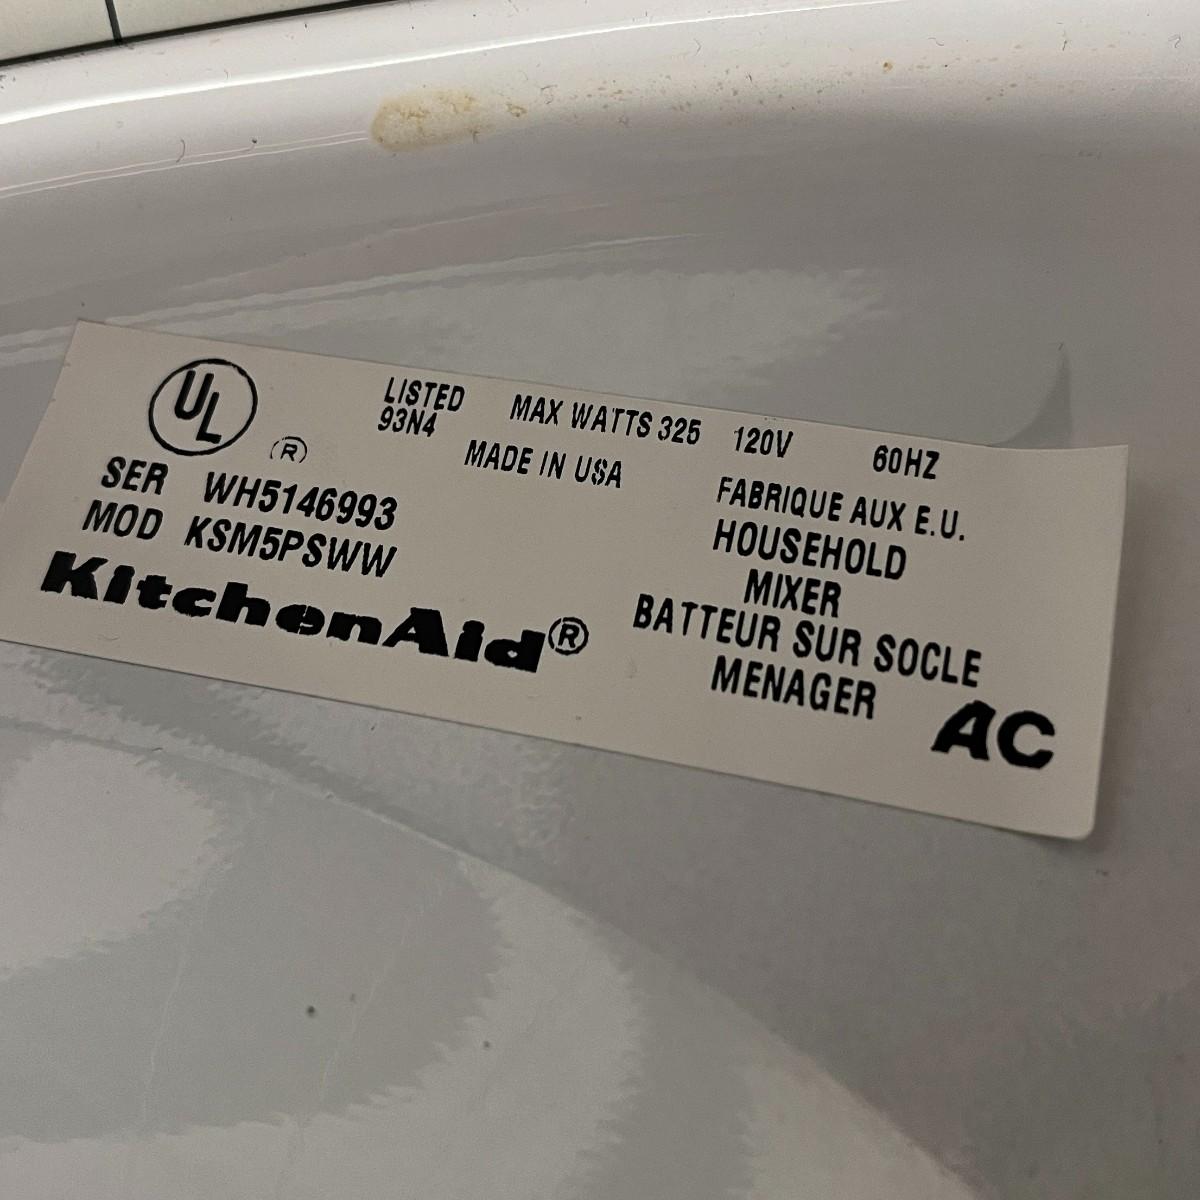 UL
®
LISTED
93N4
MAX WATTS 325 120V 60HZ
MADE IN USA
FABRIQUE AUX E.U.
SER WH5146993
MOD KSM5PSWW
HOUSEHOLD
MIXER
BATTEUR SUR SOCLE
MENAGER
KitchenAid®
AC